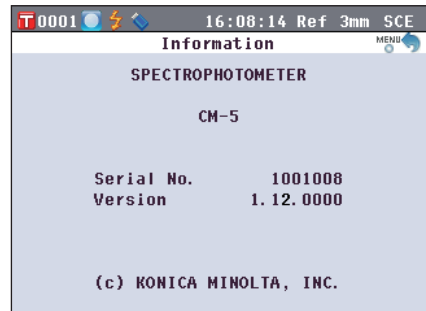 T0001 16:08:14 Ref 3mm SCE
Information MENU
SPECTROPHOTOMETER
CM-5
Serial No. 1001008
Version 1.12.0000
(c) KONICA MINOLTA, INC.